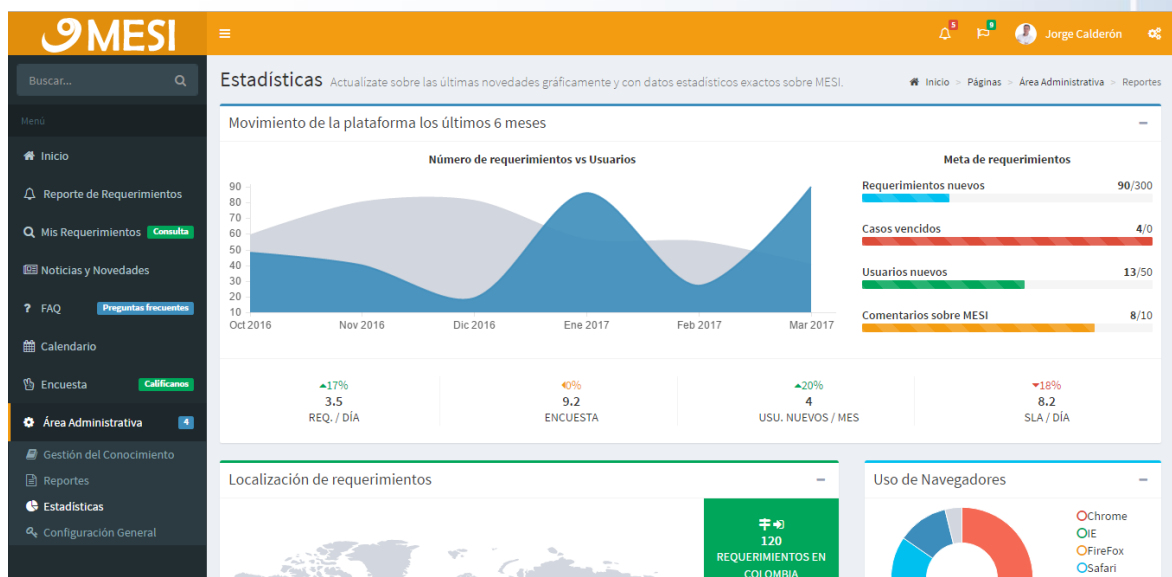 MESI
5
9
Jorge Calderón
Buscar...
Menú
Inicio
Reporte de Requerimientos
Mis Requerimientos Consulta
Noticias y Novedades
FAQ Preguntas frecuentes
Calendario
Encuesta Calificanos
Área Administrativa 4
Gestión del Conocimiento
Reportes
Estadísticas
Configuración General
Estadísticas Actualízate sobre las últimas novedades gráficamente y con datos estadísticos exactos sobre MESI.
Inicio > Páginas > Área Administrativa > Reportes
Movimiento de la plataforma los últimos 6 meses
Número de requerimientos vs Usuarios
90
80
70
60
50
40
30
20
10
Oct 2016 Nov 2016 Dic 2016 Ene 2017 Feb 2017 Mar 2017
Meta de requerimientos
Requerimientos nuevos 90/300
Casos vencidos 4/0
Usuarios nuevos 13/50
Comentarios sobre MESI 8/10
17%
3.5
REQ. / DÍA
0%
9.2
ENCUESTA
20%
4
USU. NUEVOS / MES
18%
8.2
SLA / DÍA
Localización de requerimientos
120
REQUERIMIENTOS EN
COLOMBIA
Uso de Navegadores
Chrome
IE
FireFox
Safari